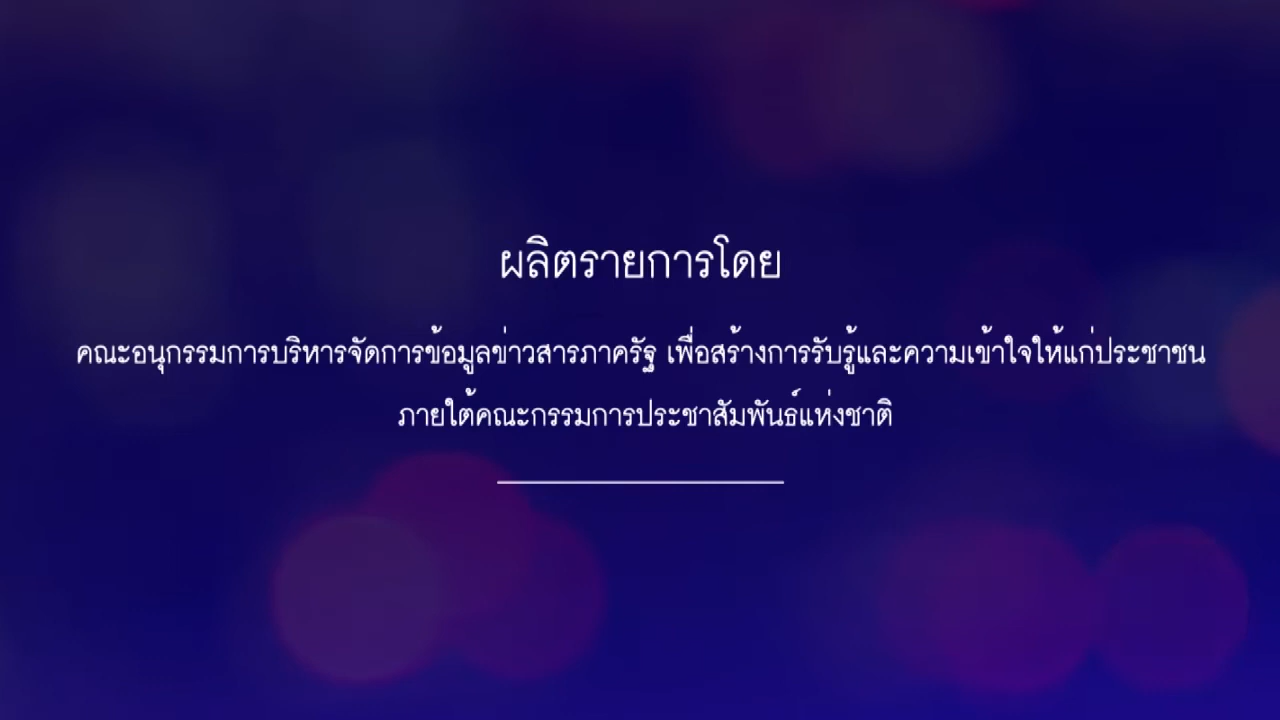 ผลิตรายการโดย
คณะอนุกรรมการบริหารจัดการข้อมูลข่าวสารภาครัฐ เพื่อสร้างการรับรู้และความเข้าใจให้แก่ประชาชน
ภายใต้คณะกรรมการประชาสัมพันธ์แห่งชาติ